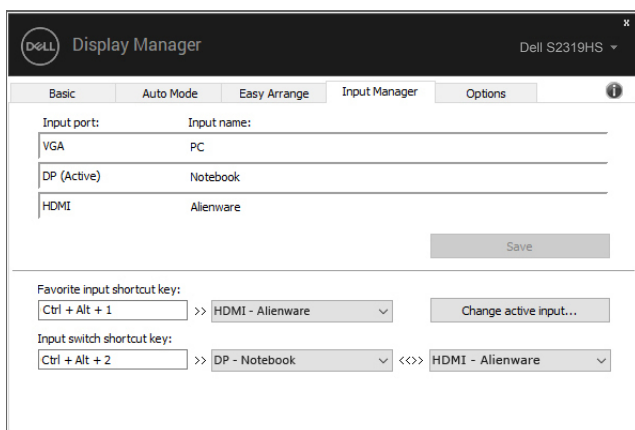 x
DELL Display Manager Dell S2319HS
Basic Auto Mode Easy Arrange Input Manager Options i
Input port: Input name:
VGA PC
DP (Active) Notebook
HDMI Alienware
Save
Favorite input shortcut key:
Ctrl + Alt + 1 >> HDMI - Alienware Change active input...
Input switch shortcut key:
Ctrl + Alt + 2 >> DP - Notebook <<>> HDMI - Alienware